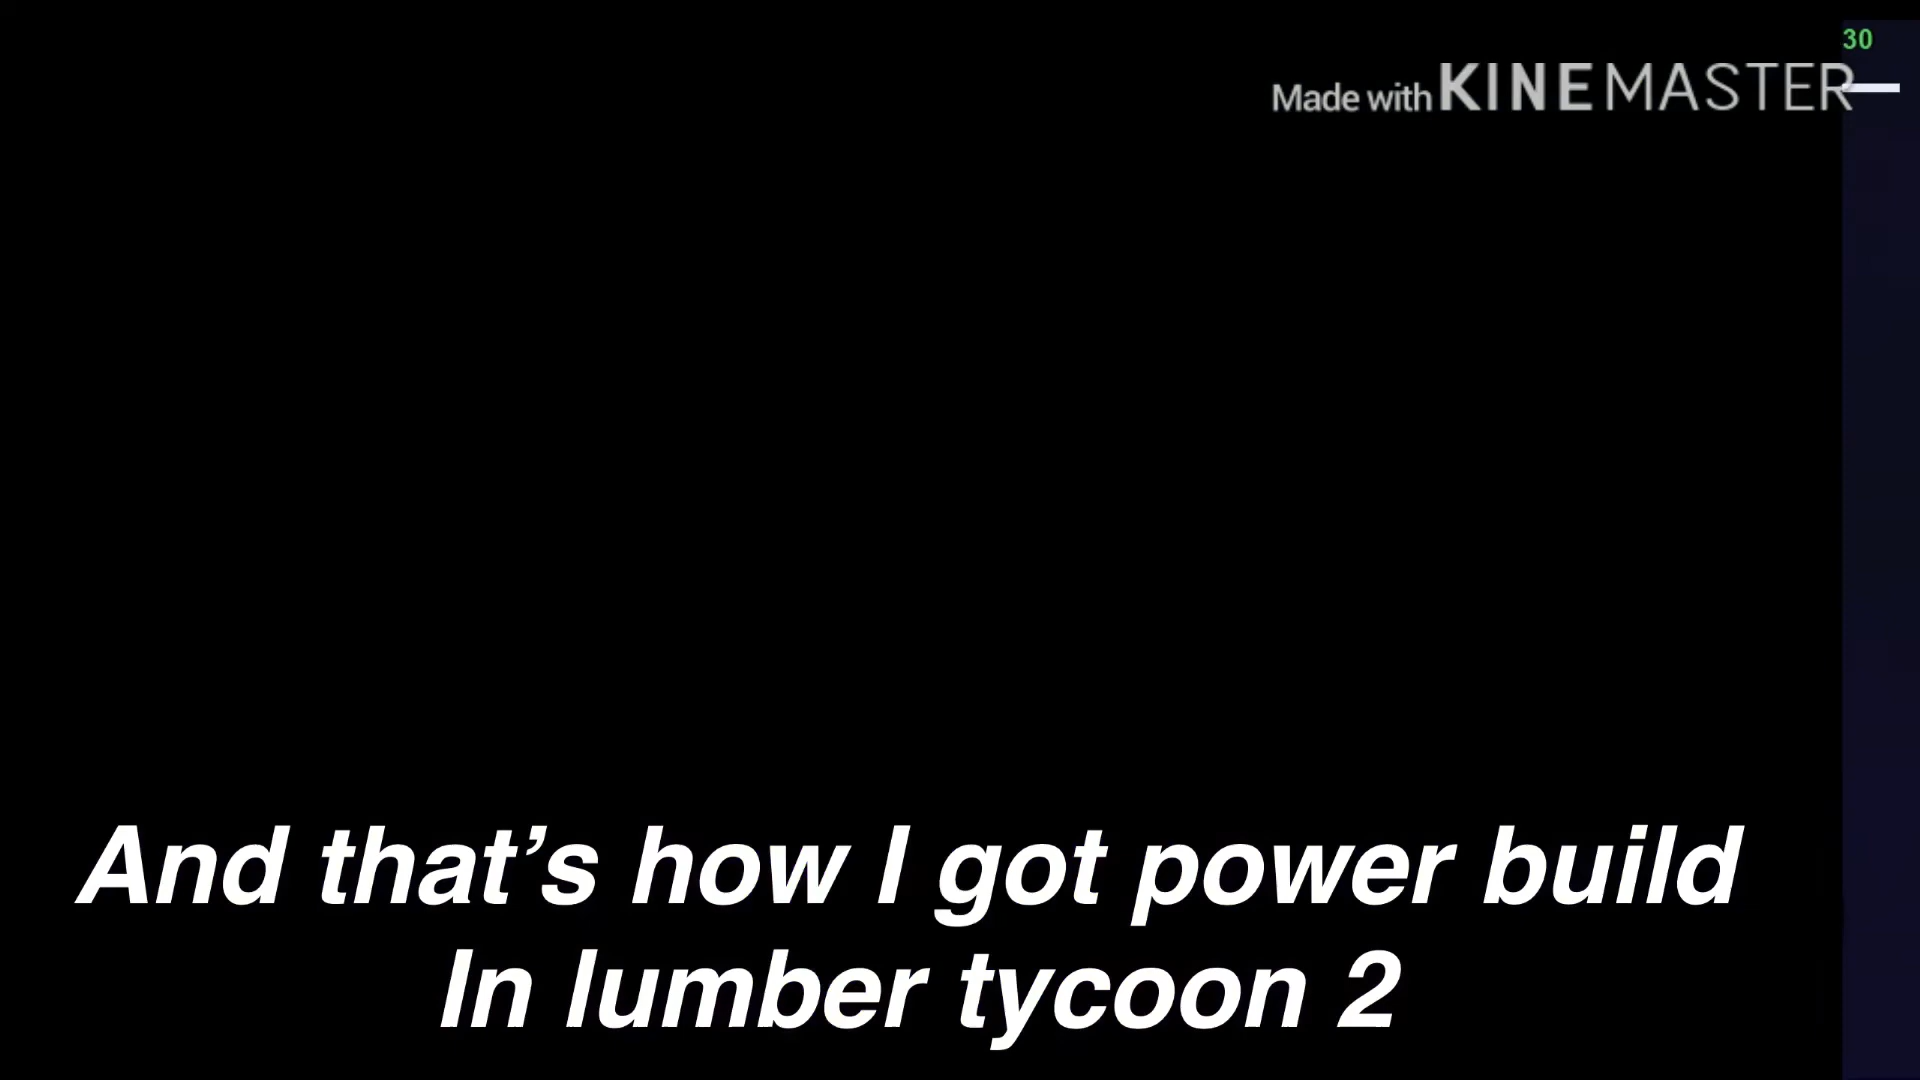 30
Made with KINEMASTER
And that’s how I got power build
In lumber tycoon 2